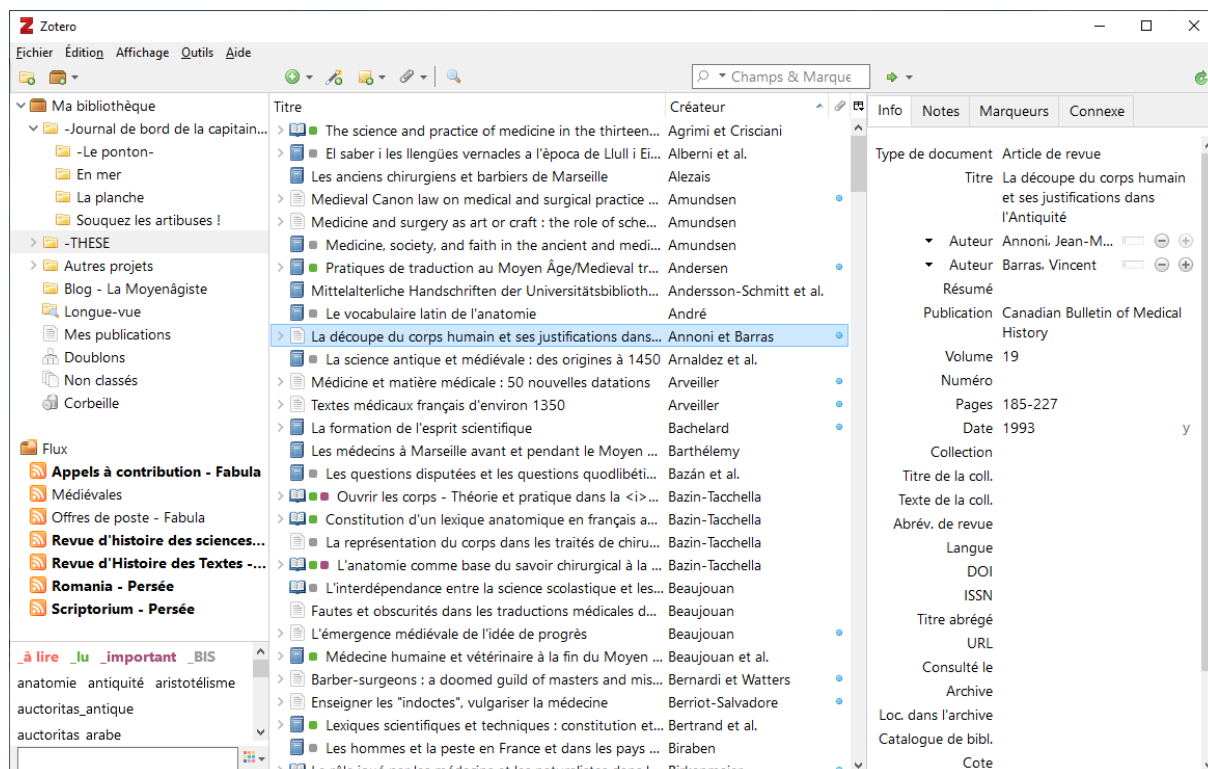 Zotero
Fichier Édition Affichage Outils Aide
Champs & Marque
Ma bibliothèque
-Journal de bord de la capitain...
-Le ponton-
En mer
La planche
Souquez les artibuses !
-THESE
Autres projets
Blog - La Moyenâgiste
Longue-vue
Mes publications
Doublons
Non classés
Corbeille
Flux
Appels à contribution - Fabula
Médiévales
Offres de poste - Fabula
Revue d'histoire des sciences...
Revue d'Histoire des Textes -...
Romania - Persée
Scriptorium - Persée
_à lire _lu _important _BIS
anatomie antiquité aristotélisme
auctoritas_antique
auctoritas arabe
Titre Créateur
The science and practice of medicine in the thirteen... Agrimi et Crisciani
El saber i les llengües vernacles a l'època de Llull i Ei... Alberni et al.
Les anciens chirurgiens et barbiers de Marseille Alezais
Medieval Canon law on medical and surgical practice ... Amundsen
Medicine and surgery as art or craft : the role of sche... Amundsen
Medicine, society, and faith in the ancient and medi... Amundsen
Pratiques de traduction au Moyen Âge/Medieval tr... Andersen
Mittelalterliche Handschriften der Universitätsbiblioth... Andersson-Schmitt et al.
Le vocabulaire latin de l'anatomie André
La découpe du corps humain et ses justifications dans... Annoni et Barras
La science antique et médiévale : des origines à 1450 Arnaldez et al.
Médicine et matière médicale : 50 nouvelles datations Arveiller
Textes médicaux français d'environ 1350 Arveiller
La formation de l'esprit scientifique Bachelard
Les médecins à Marseille avant et pendant le Moyen ... Barthélemy
Les questions disputées et les questions quodlibéti... Bazán et al.
Ouvrir les corps - Théorie et pratique dans la <i>... Bazin-Tacchella
Constitution d'un lexique anatomique en français a... Bazin-Tacchella
La représentation du corps dans les traités de chiru... Bazin-Tacchella
L'anatomie comme base du savoir chirurgical à la ... Bazin-Tacchella
L'interdépendance entre la science scolastique et les... Beaujouan
Fautes et obscurités dans les traductions médicales d... Beaujouan
L'émergence médiévale de l'idée de progrès Beaujouan
Médecine humaine et vétérinaire à la fin du Moyen ... Beaujouan et al.
Barber-surgeons : a doomed guild of masters and mis... Bernardi et Watters
Enseigner les "indoctes", vulgariser la médecine Berriot-Salvadore
Lexiques scientifiques et techniques : constitution et... Bertrand et al.
Les hommes et la peste en France et dans les pays ... Biraben
Info Notes Marqueurs Connexe
Type de document Article de revue
Titre La découpe du corps humain
et ses justifications dans
l'Antiquité
Auteur Annoni, Jean-M...
Auteur Barras, Vincent
Résumé
Publication Canadian Bulletin of Medical
History
Volume 19
Numéro
Pages 185-227
Date 1993 y
Collection
Titre de la coll.
Texte de la coll.
Abrév. de revue
Langue
DOI
ISSN
Titre abrégé
URL
Consulté le
Archive
Loc. dans l'archive
Catalogue de bibl.
Cote